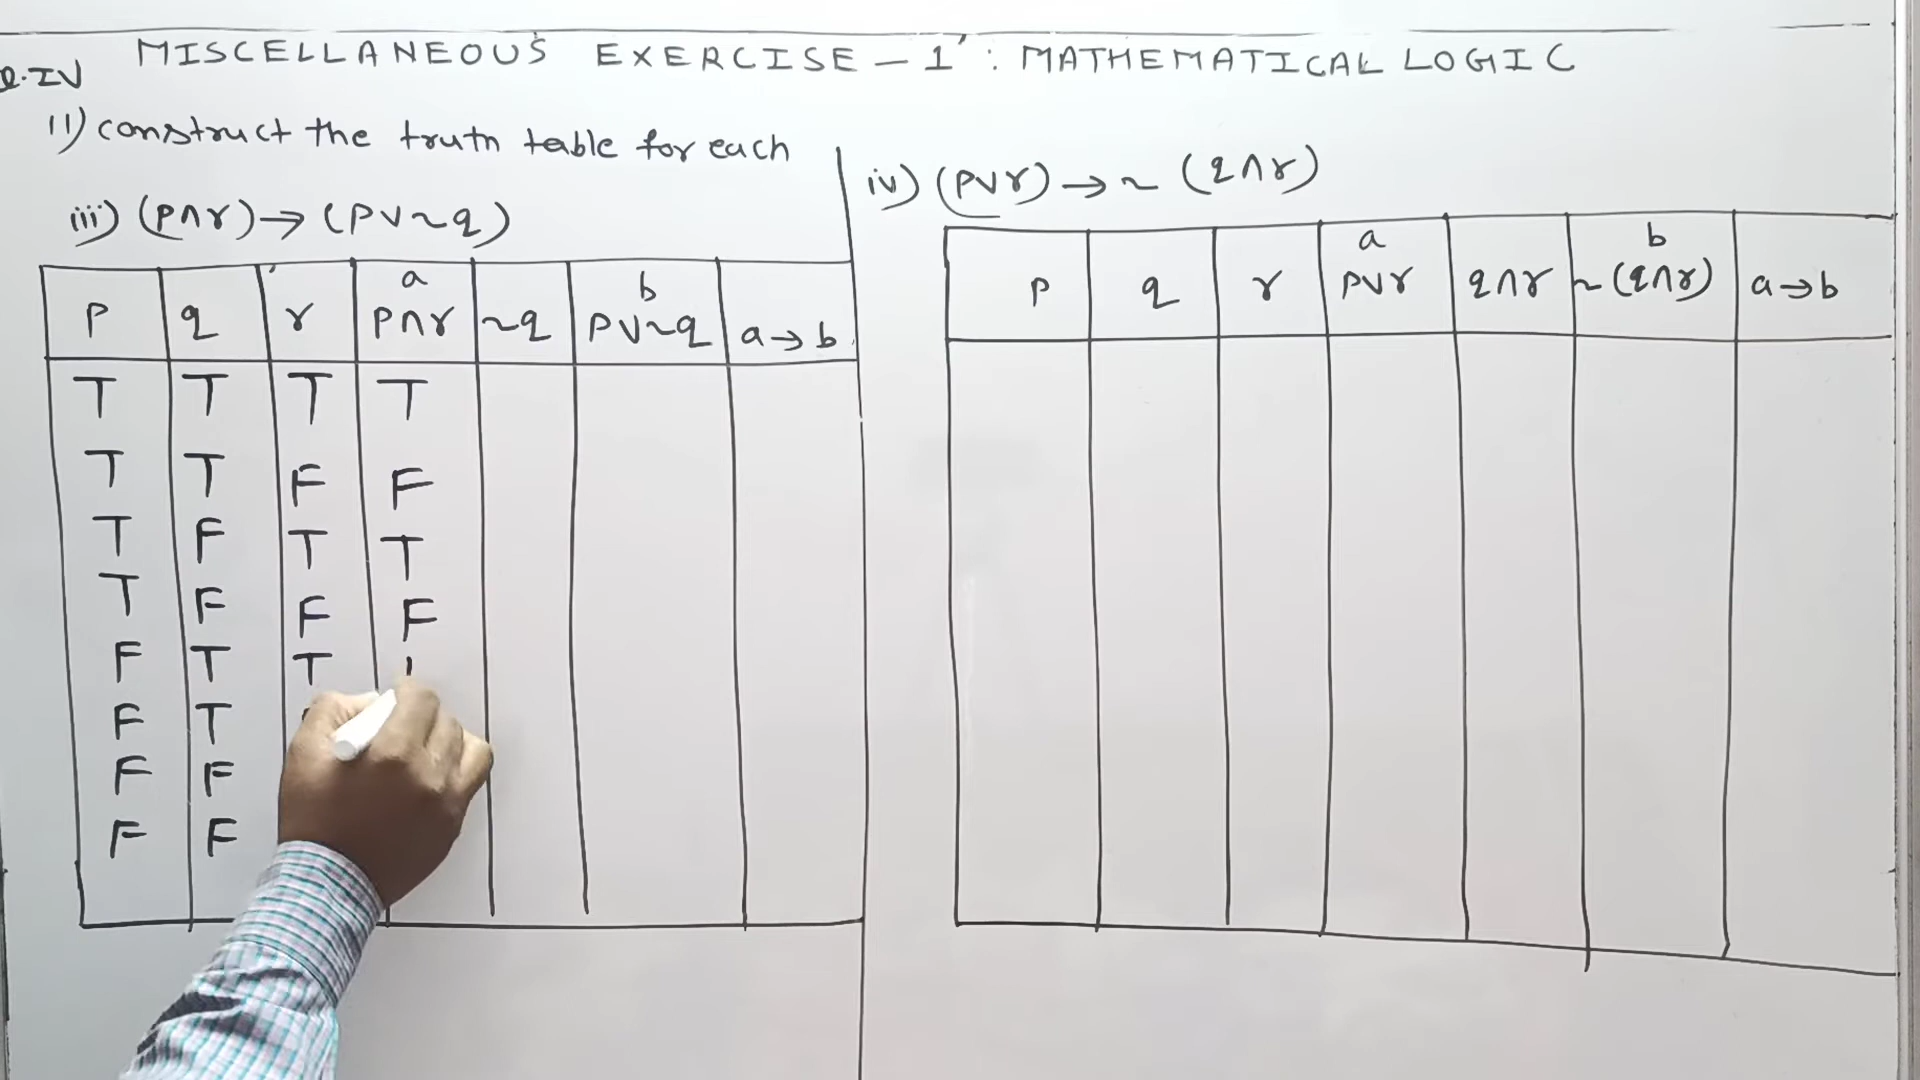 MISCELLANEOUS EXERCISE - 1 : MATHEMATICAL LOGIC
Q.IV
11) construct the truth table for each
iii) (p∧r)→(p∨~q)
p q r a p∧r ~q b p∨~q a→b
T T T T
T T F F
T F T T
T F F F
F T T
F T
F F
F F
iv) (p∨r)→~(q∧r)
p q r a p∨r q∧r b ~(q∧r) a→b